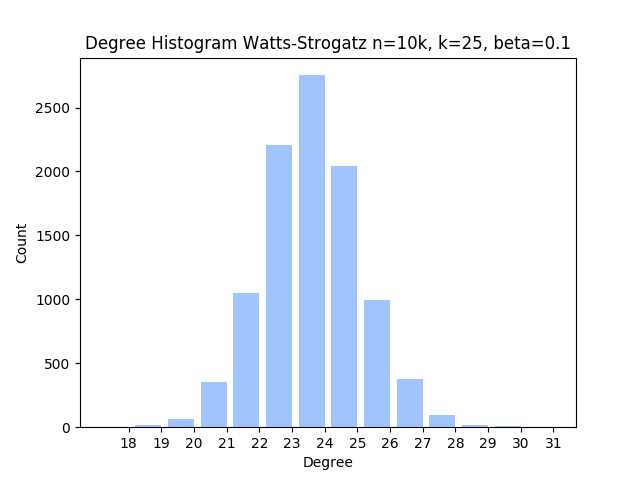 Degree Histogram Watts-Strogatz n=10k, k=25, beta=0.1
2500
2000
1500
1000
500
0
Count
18 19 20 21 22 23 24 25 26 27 28 29 30 31
Degree